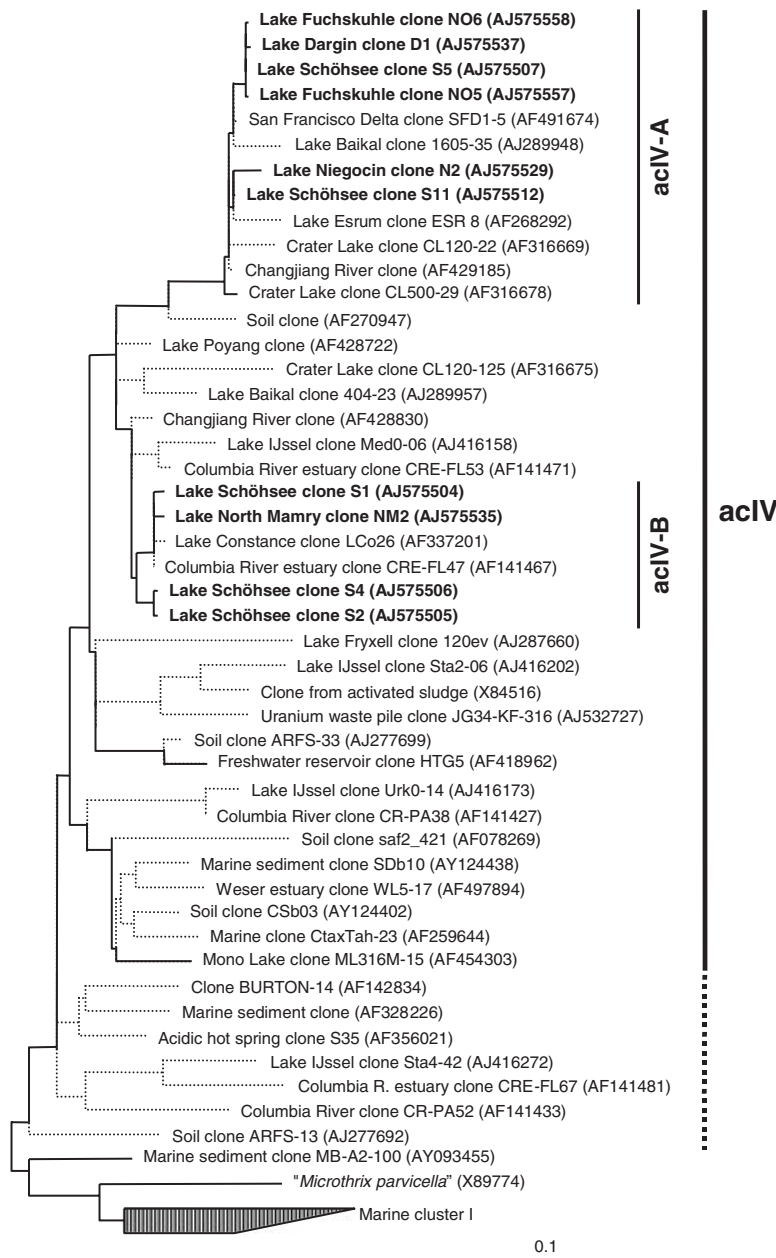 Lake Fuchskuhle clone NO6 (AJ575558)
Lake Dargin clone D1 (AJ575537)
Lake Schöhsee clone S5 (AJ575507)
Lake Fuchskuhle clone NO5 (AJ575557)
San Francisco Delta clone SFD1-5 (AF491674)
Lake Baikal clone 1605-35 (AJ289948)
Lake Niegocin clone N2 (AJ575529)
Lake Schöhsee clone S11 (AJ575512)
Lake Esrum clone ESR 8 (AF268292)
Crater Lake clone CL120-22 (AF316669)
Changjiang River clone (AF429185)
Crater Lake clone CL500-29 (AF316678)
acIV-A
Soil clone (AF270947)
Lake Poyang clone (AF428722)
Crater Lake clone CL120-125 (AF316675)
Lake Baikal clone 404-23 (AJ289957)
Changjiang River clone (AF428830)
Lake IJssel clone Med0-06 (AJ416158)
Columbia River estuary clone CRE-FL53 (AF141471)
Lake Schöhsee clone S1 (AJ575504)
Lake North Mamry clone NM2 (AJ575535)
Lake Constance clone LCo26 (AF337201)
Columbia River estuary clone CRE-FL47 (AF141467)
Lake Schöhsee clone S4 (AJ575506)
Lake Schöhsee clone S2 (AJ575505)
acIV-B
acIV
Lake Fryxell clone 120ev (AJ287660)
Lake IJssel clone Sta2-06 (AJ416202)
Clone from activated sludge (X84516)
Uranium waste pile clone JG34-KF-316 (AJ532727)
Soil clone ARFS-33 (AJ277699)
Freshwater reservoir clone HTG5 (AF418962)
Lake IJssel clone Urk0-14 (AJ416173)
Columbia River clone CR-PA38 (AF141427)
Soil clone saf2_421 (AF078269)
Marine sediment clone SDb10 (AY124438)
Weser estuary clone WL5-17 (AF497894)
Soil clone CSb03 (AY124402)
Marine clone CtaxTah-23 (AF259644)
Mono Lake clone ML316M-15 (AF454303)
Clone BURTON-14 (AF142834)
Marine sediment clone (AF328226)
Acidic hot spring clone S35 (AF356021)
Lake IJssel clone Sta4-42 (AJ416272)
Columbia R. estuary clone CRE-FL67 (AF141481)
Columbia River clone CR-PA52 (AF141433)
Soil clone ARFS-13 (AJ277692)
Marine sediment clone MB-A2-100 (AY093455)
"Microthrix parvicella" (X89774)
Marine cluster I
0.1